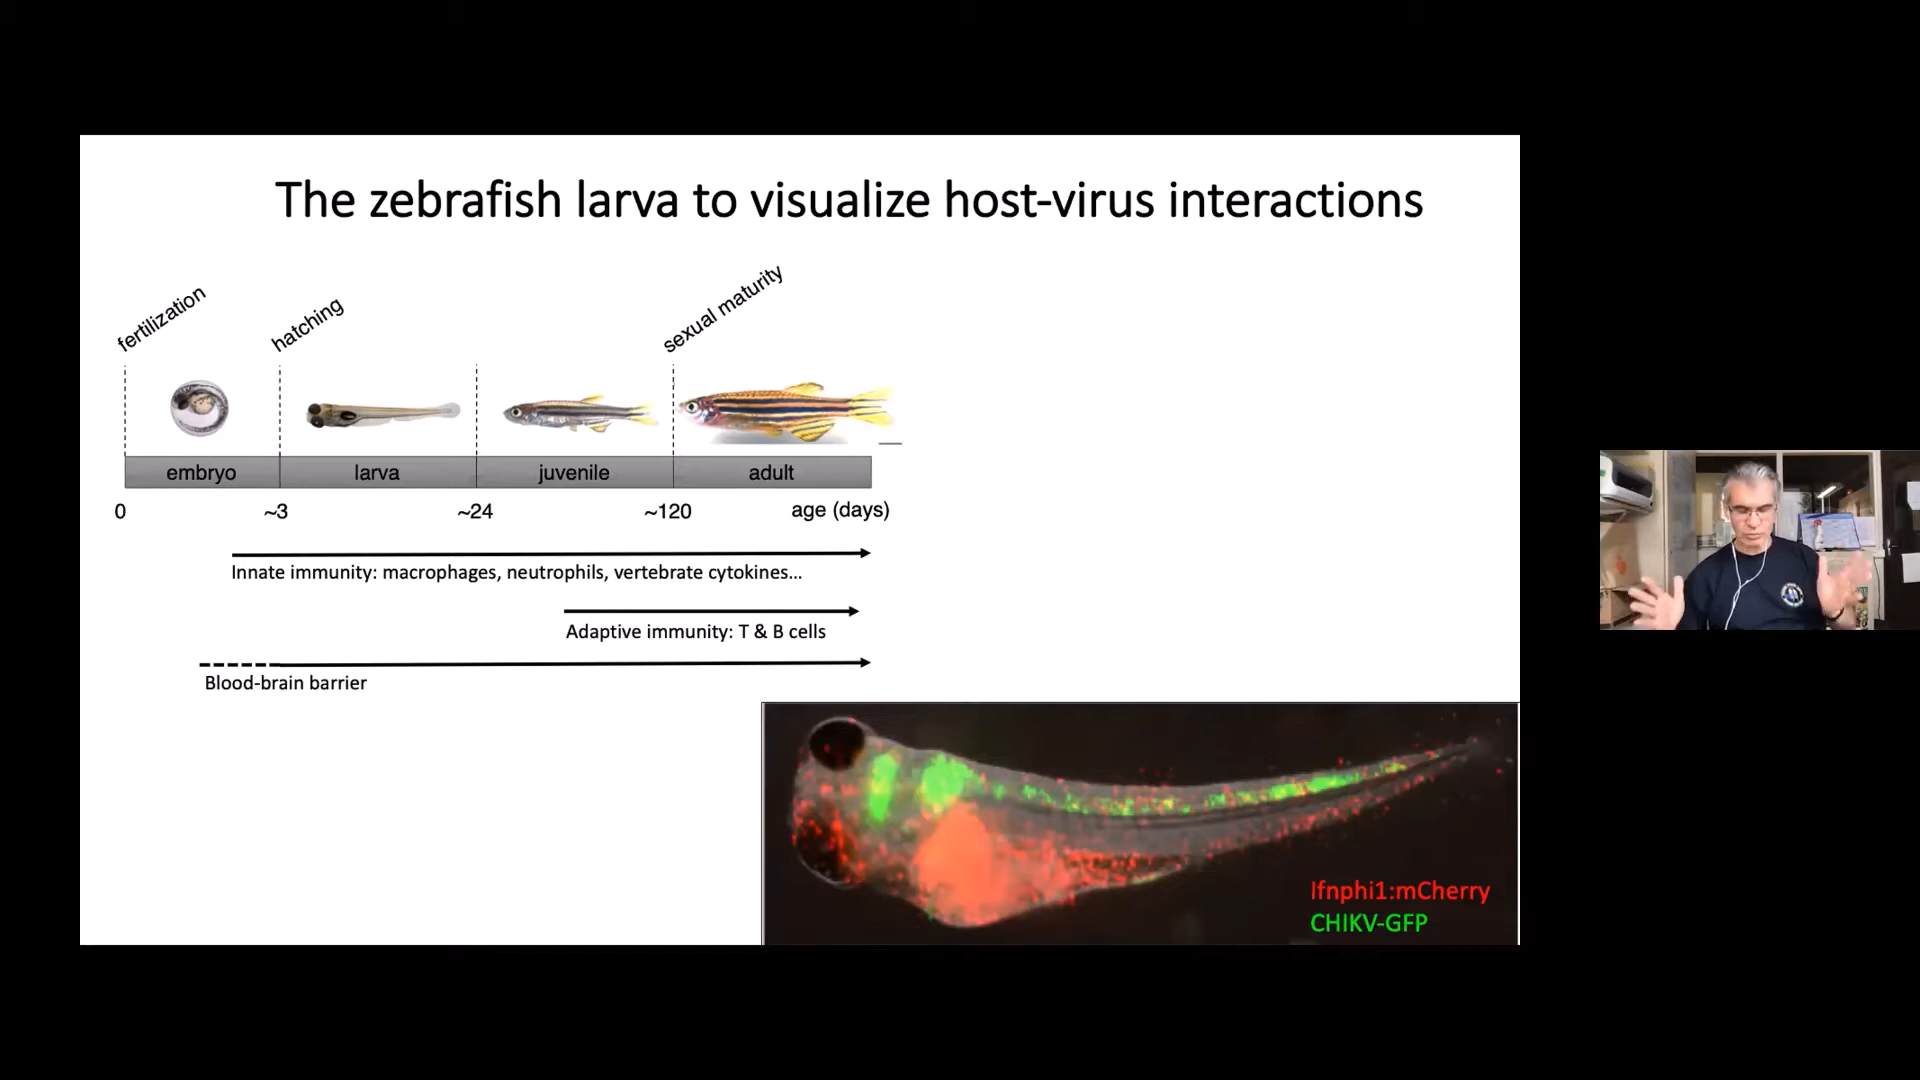 The zebrafish larva to visualize host-virus interactions
fertilization
hatching
sexual maturity
embryo
larva
juvenile
adult
0
~3
~24
~120
age (days)
Innate immunity: macrophages, neutrophils, vertebrate cytokines...
Adaptive immunity: T & B cells
Blood-brain barrier
Ifnphi1:mCherry
CHIKV-GFP